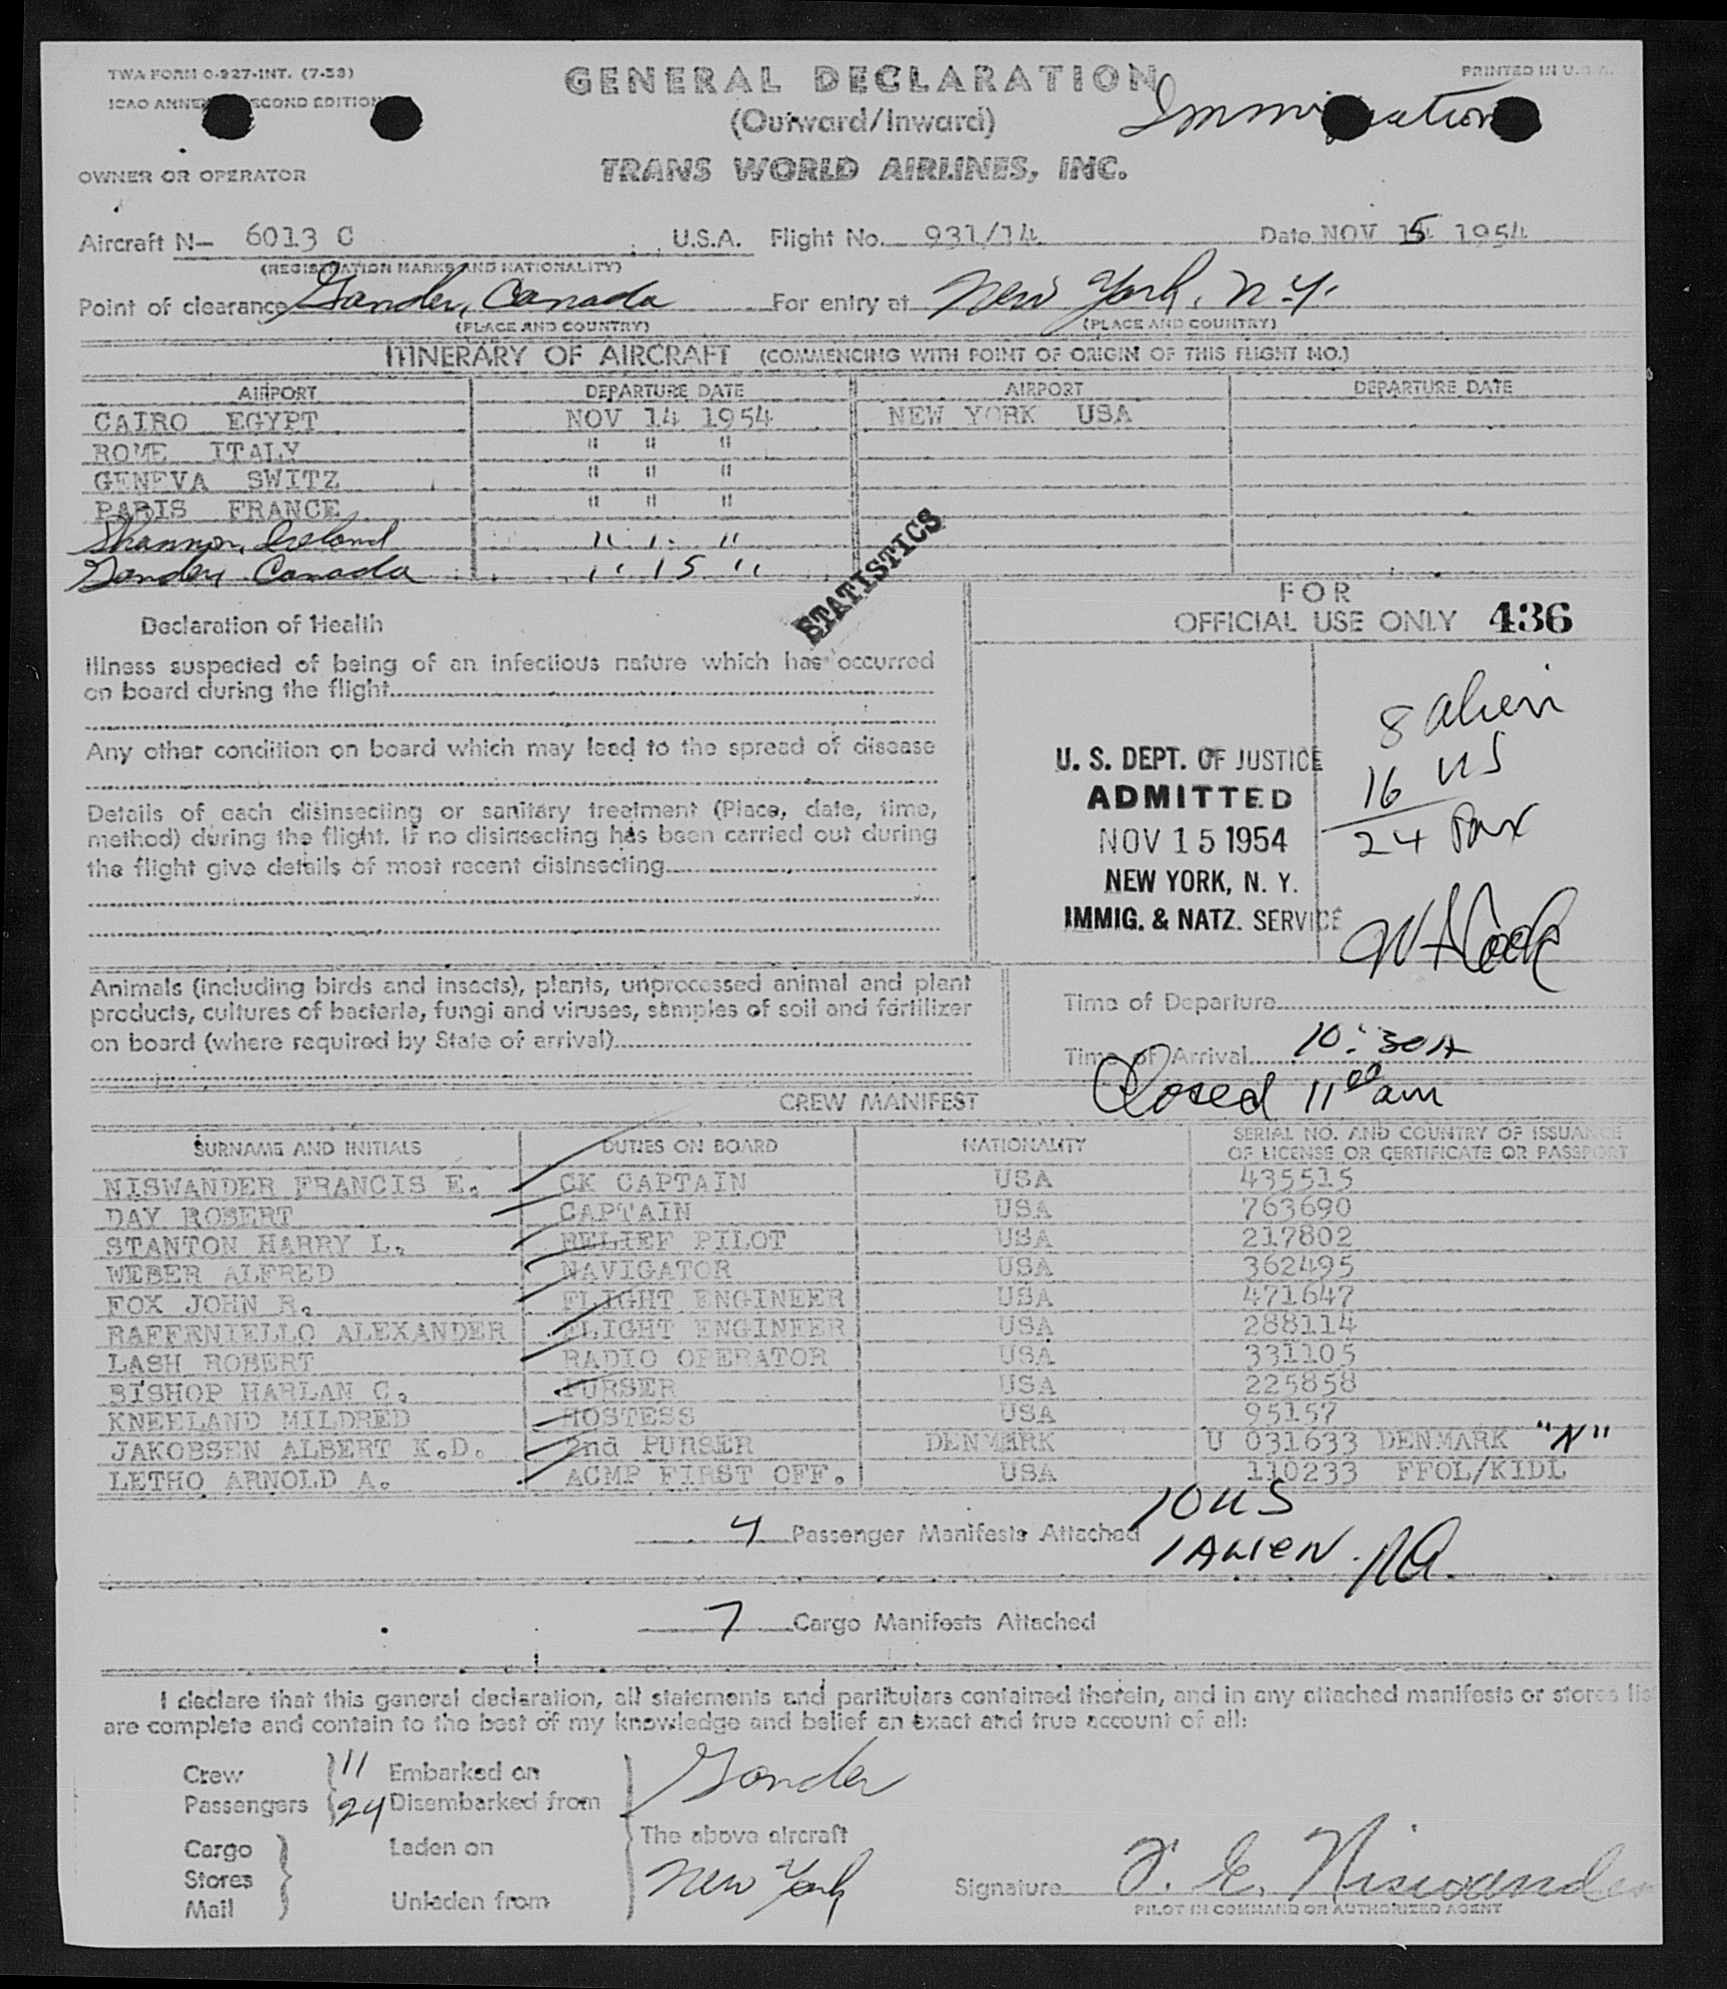 TWA FORM 0-927-INT. (7-53)
PRINTED IN U.S.A.
ICAO ANNEX SECOND EDITION
GENERAL DECLARATION
(Outward/Inward)
Immigration
TRANS WORLD AIRLINES, INC.
OWNER OR OPERATOR
Aircraft N— 6013 C U.S.A. Flight No. 931/14 Date NOV 15 1954
(REGISTRATION MARKS AND NATIONALITY)
Point of clearance Gander, Canada For entry at New York, N.Y.
(PLACE AND COUNTRY) (PLACE AND COUNTRY)
ITINERARY OF AIRCRAFT (COMMENCING WITH POINT OF ORIGIN OF THIS FLIGHT NO.)
AIRPORT DEPARTURE DATE AIRPORT DEPARTURE DATE
CAIRO EGYPT NOV 14 1954 NEW YORK USA
ROME ITALY " " "
GENEVA SWITZ " " "
PARIS FRANCE " " "
Shannon, Ireland " " "
Gander, Canada " 15 "
STATISTICS
FOR
OFFICIAL USE ONLY 436
Declaration of Health
Illness suspected of being of an infectious nature which has occurred
on board during the flight
Any other condition on board which may lead to the spread of disease
Details of each disinsecting or sanitary treatment (Place, date, time,
method) during the flight. If no disinsecting has been carried out during
the flight give details of most recent disinsecting
8 alien
16 US
24 Pax
U. S. DEPT. OF JUSTICE
ADMITTED
NOV 15 1954
NEW YORK, N. Y.
IMMIG. & NATZ. SERVICE
Animals (including birds and insects), plants, unprocessed animal and plant
products, cultures of bacteria, fungi and viruses, samples of soil and fertilizer
on board (where required by State of arrival)
Time of Departure
Time of Arrival 10:30A
Closed 11 00 am
CREW MANIFEST
SURNAME AND INITIALS DUTIES ON BOARD NATIONALITY SERIAL NO. AND COUNTRY OF ISSUANCE
OF LICENSE OR CERTIFICATE OR PASSPORT
NISWANDER FRANCIS E. CK CAPTAIN USA 435515
DAY ROBERT CAPTAIN USA 763690
STANTON HARRY L. RELIEF PILOT USA 217802
WEBER ALFRED NAVIGATOR USA 362495
FOX JOHN R. FLIGHT ENGINEER USA 471647
RAFFENIELLO ALEXANDER FLIGHT ENGINEER USA 288114
LASH ROBERT RADIO OPERATOR USA 331105
BISHOP HARLAN C. PURSER USA 225858
KNEELAND MILDRED HOSTESS USA 95157
JAKOBSEN ALBERT K.D. 2nd PURSER DENMARK U 031633 DENMARK "N"
LETHO ARNOLD A. ACMP FIRST OFF. USA 110233 FFOL/KIDL
10 US
4 Passenger Manifests Attached
1 ALIEN.
7 Cargo Manifests Attached
I declare that this general declaration, all statements and particulars contained therein, and in any attached manifests or stores lis
are complete and contain to the best of my knowledge and belief an exact and true account of all:
Crew 11 Embarked on Gander
Passengers 24 Disembarked from
Cargo Laden on The above aircraft
Stores New York
Mail Unladen from
Signature F. E. Niswander
PILOT IN COMMAND OR AUTHORIZED AGENT